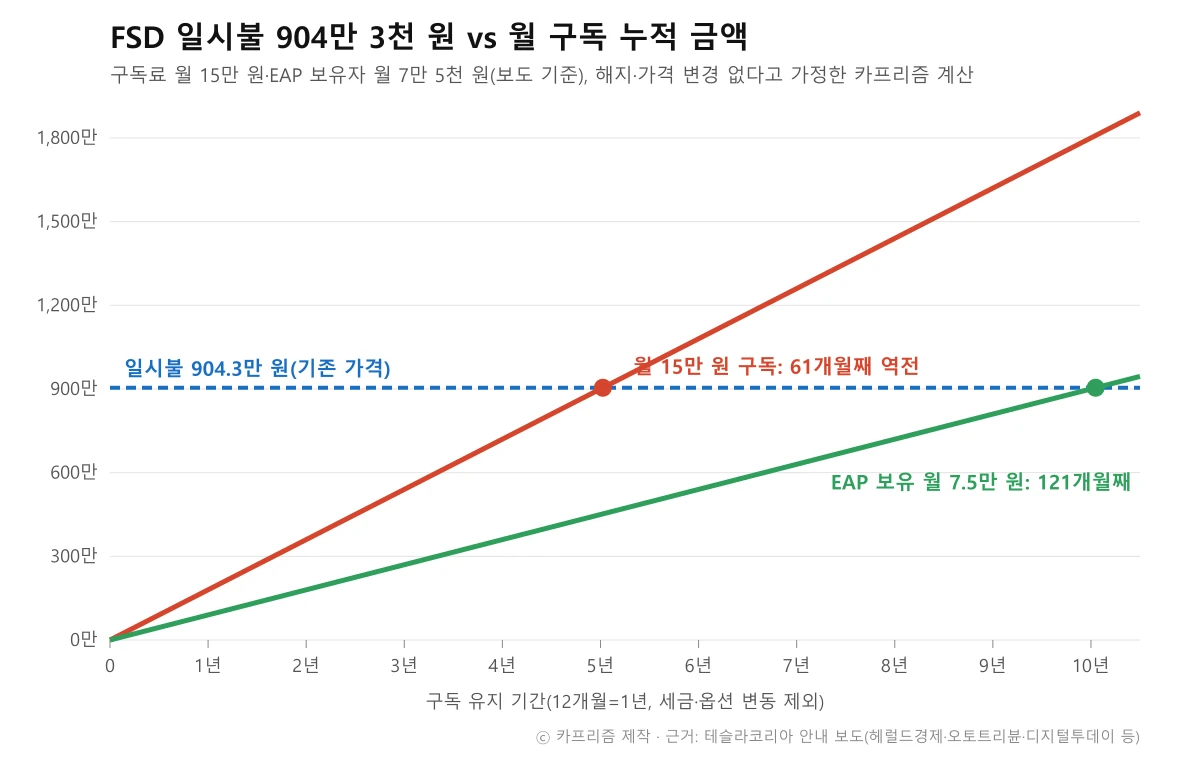 FSD 일시불 904만 3천 원 vs 월 구독 누적 금액
구독료 월 15만 원·EAP 보유자 월 7만 5천 원(보도 기준), 해지·가격 변경 없다고 가정한 카프리즘 계산
1,800만
1,500만
1,200만
일시불 904.3만 원(기존 가격)
월 15만 원 구독: 61개월째 역전
900만
600만
EAP 보유 월 7.5만 원: 121개월째
300만
0만
0 1년 2년 3년 4년 5년 6년 7년 8년 9년 10년
구독 유지 기간(12개월=1년, 세금·옵션 변동 제외)
ⓒ 카프리즘 제작 · 근거: 테슬라코리아 안내 보도(헤럴드경제·오토트리뷴·디지털투데이 등)